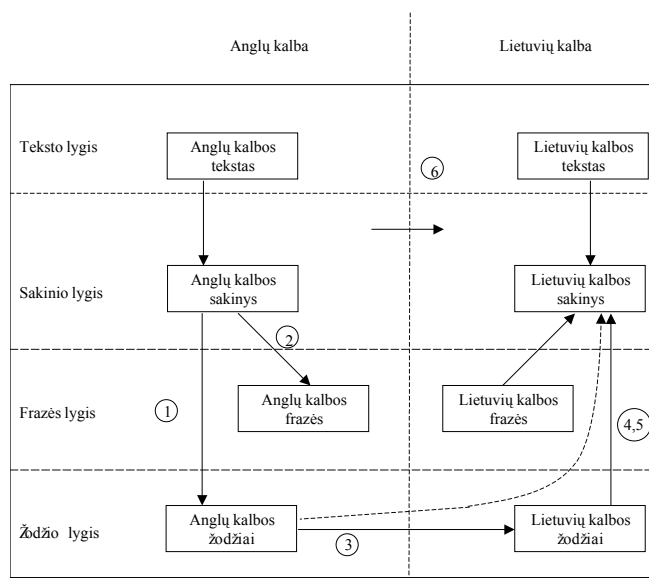 Anglų kalba
Lietuvių kalba
Teksto lygis
Anglų kalbos
tekstas
Lietuvių kalbos
tekstas
6
Sakinio lygis
Anglų kalbos
sakinys
Lietuvių kalbos
sakinys
2
1
Frazės lygis
Anglų kalbos
frazės
Lietuvių kalbos
frazės
4,5
Žodžio lygis
Anglų kalbos
žodžiai
3
Lietuvių kalbos
žodžiai